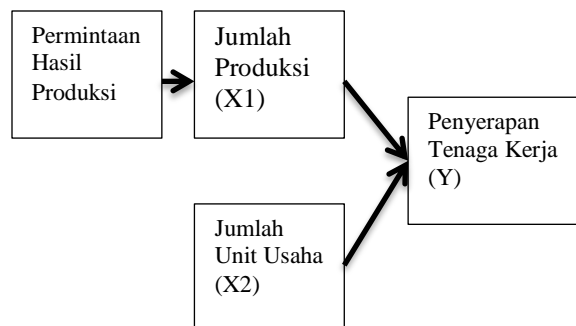 Permintaan
Hasil
Produksi
Jumlah
Produksi
(X1)
Penyerapan
Tenaga Kerja
(Y)
Jumlah
Unit Usaha
(X2)